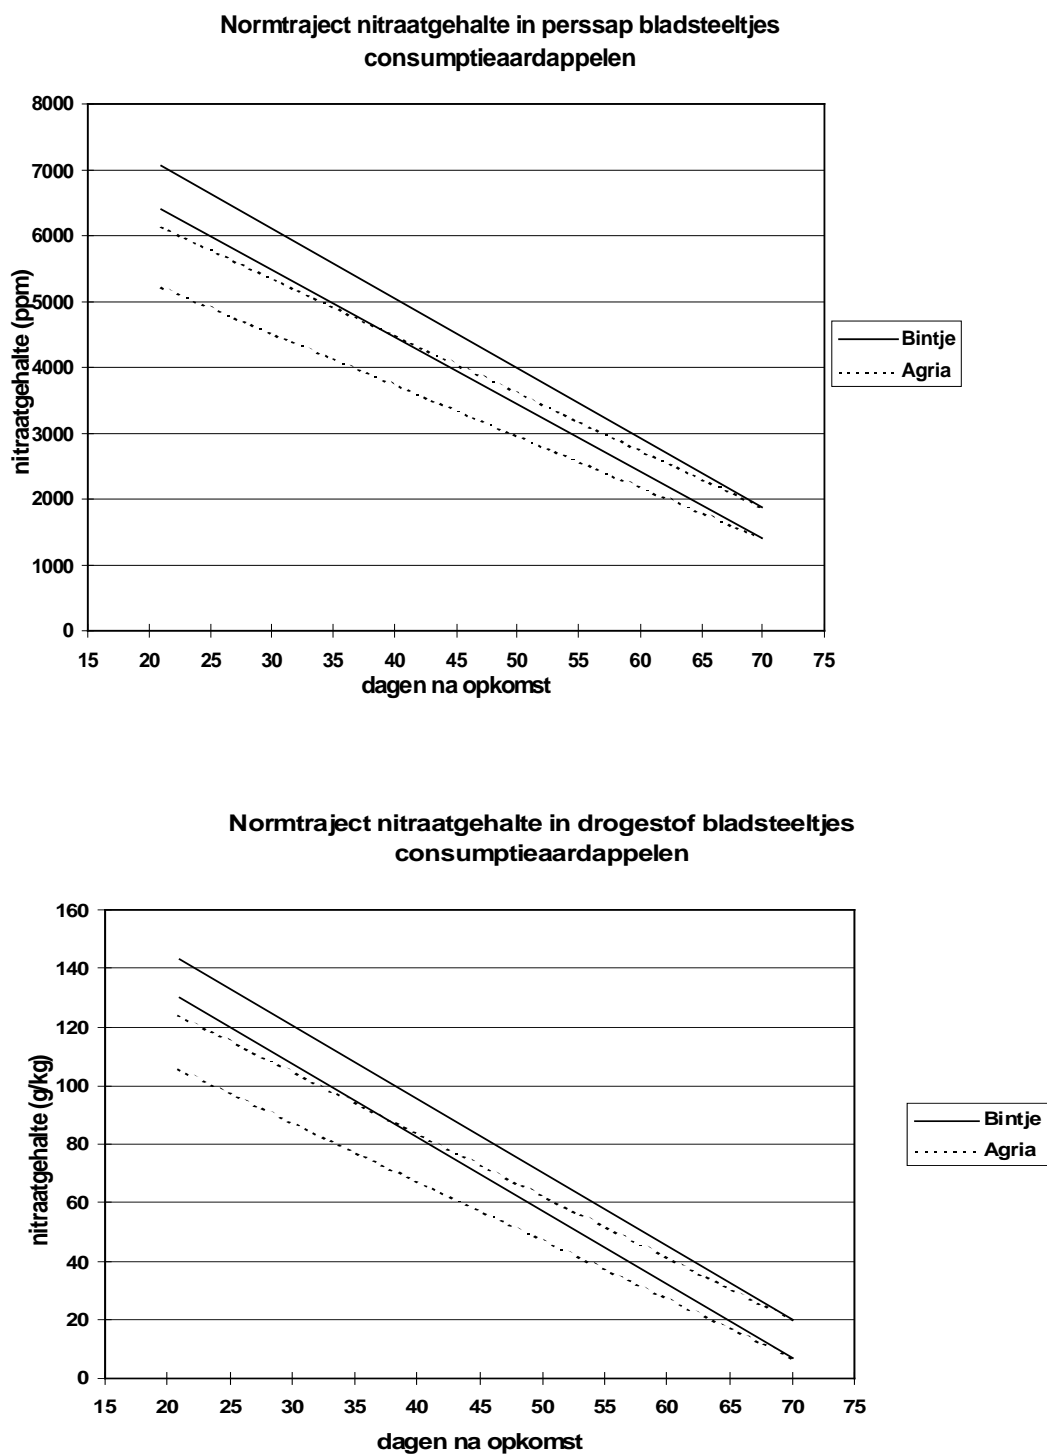 Normtraject nitraatgehalte in perssap bladsteeltjes
consumptieaardappelen
8000
7000
6000
5000
4000
3000
2000
1000
0
nitraatgehalte (ppm)
15 20 25 30 35 40 45 50 55 60 65 70 75
dagen na opkomst
Bintje
Agria
Normtraject nitraatgehalte in drogestof bladsteeltjes
consumptieaardappelen
160
140
120
100
80
60
40
20
0
nitraatgehalte (g/kg)
15 20 25 30 35 40 45 50 55 60 65 70 75
dagen na opkomst
Bintje
Agria